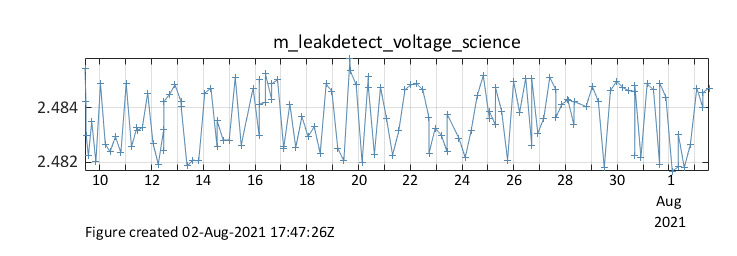 m_leakdetect_voltage_science
2.484
2.482
10 12 14 16 18 20 22 24 26 28 30 1
Aug
2021
Figure created 02-Aug-2021 17:47:26Z